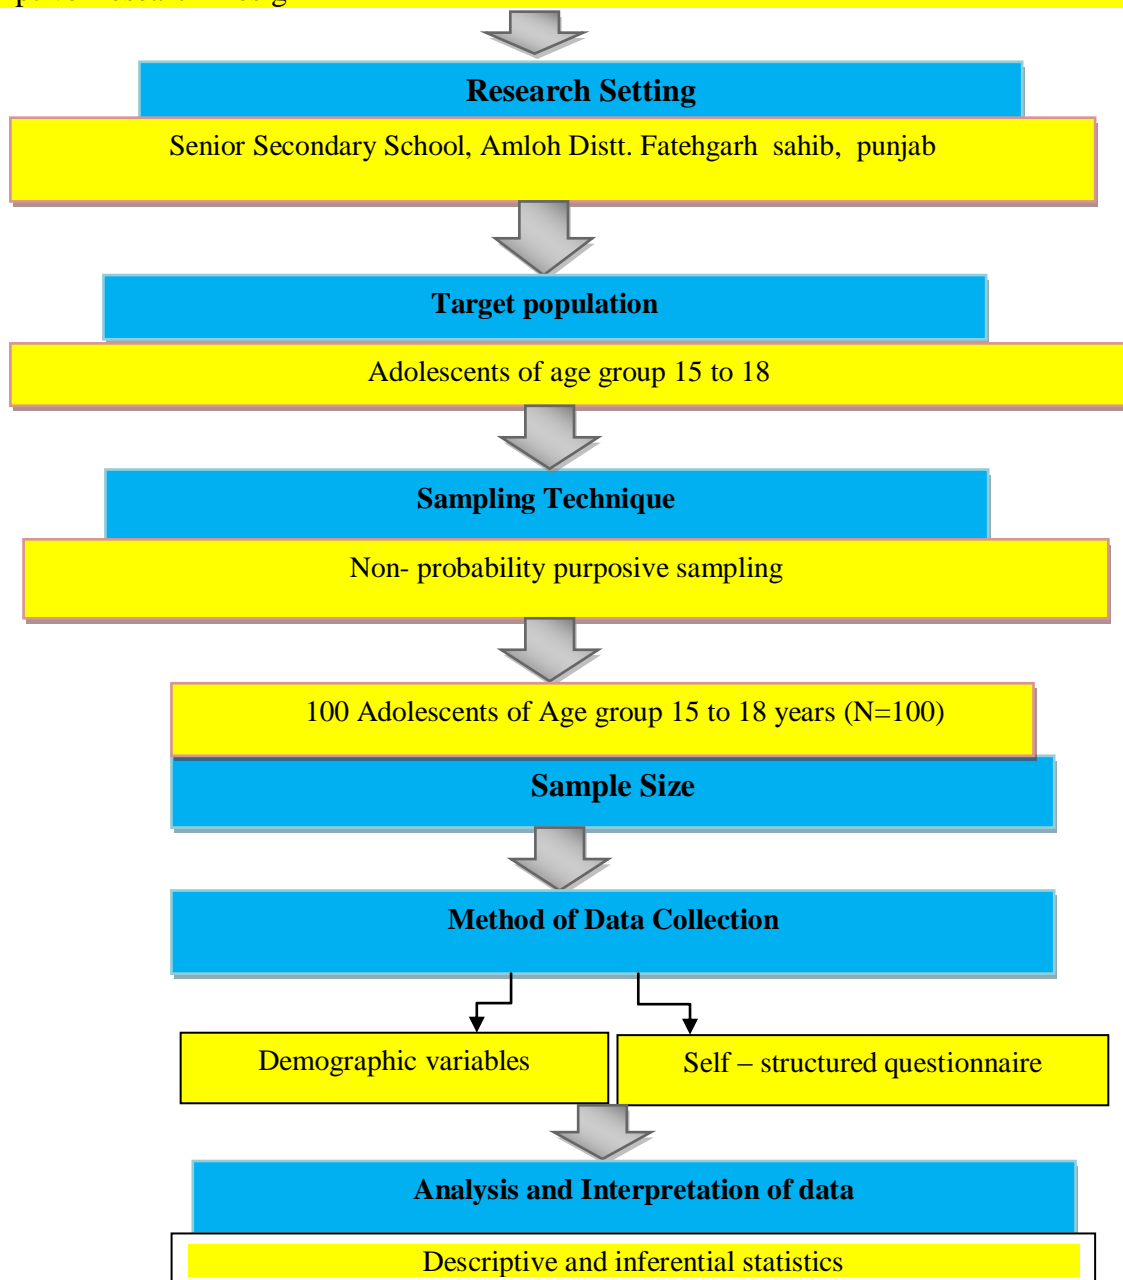 Research Setting
Senior Secondary School, Amloh Distt. Fatehgarh sahib, punjab
Target population
Adolescents of age group 15 to 18
Sampling Technique
Non- probability purposive sampling
100 Adolescents of Age group 15 to 18 years (N=100)
Sample Size
Method of Data Collection
Demographic variables
Self – structured questionnaire
Analysis and Interpretation of data
Descriptive and inferential statistics